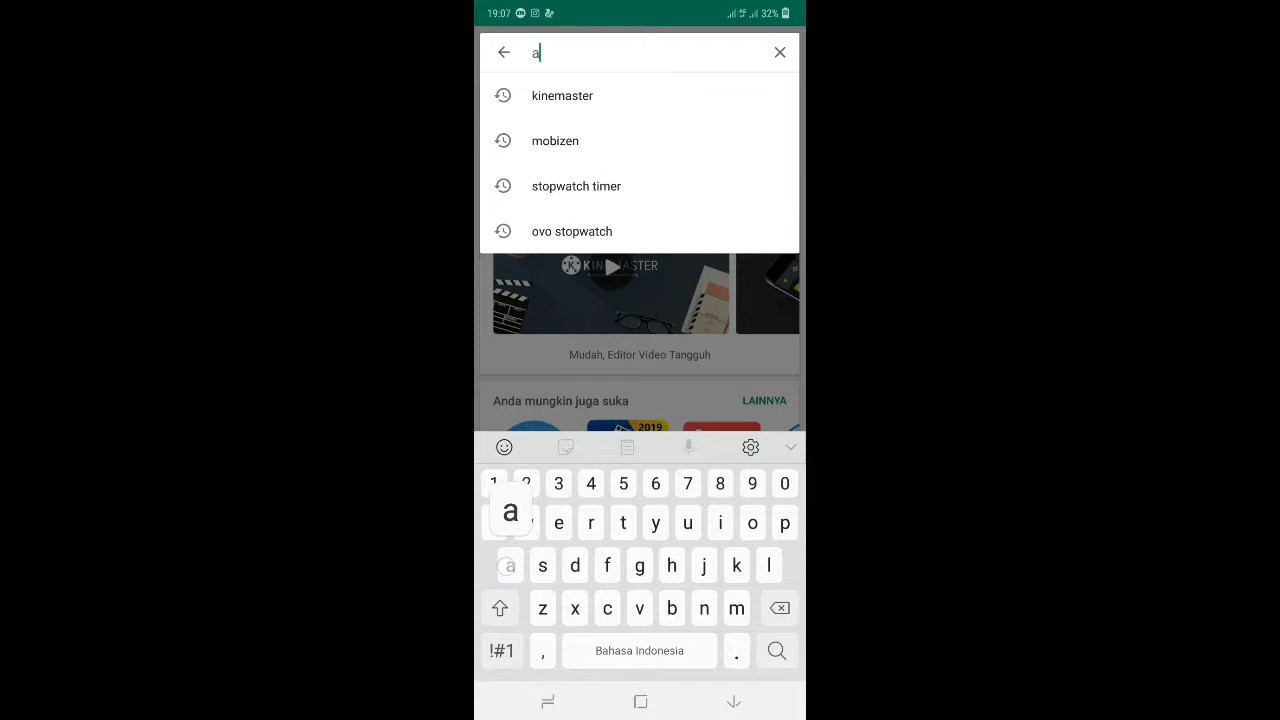 19:07 32%
a
kinemaster
mobizen
stopwatch timer
ovo stopwatch
KINEMASTER
Mudah, Editor Video Tangguh
Anda mungkin juga suka LAINNYA
2019
1 2 3 4 5 6 7 8 9 0
a
e r t y u i o p
a s d f g h j k l
z x c v b n m
!#1 , Bahasa Indonesia .